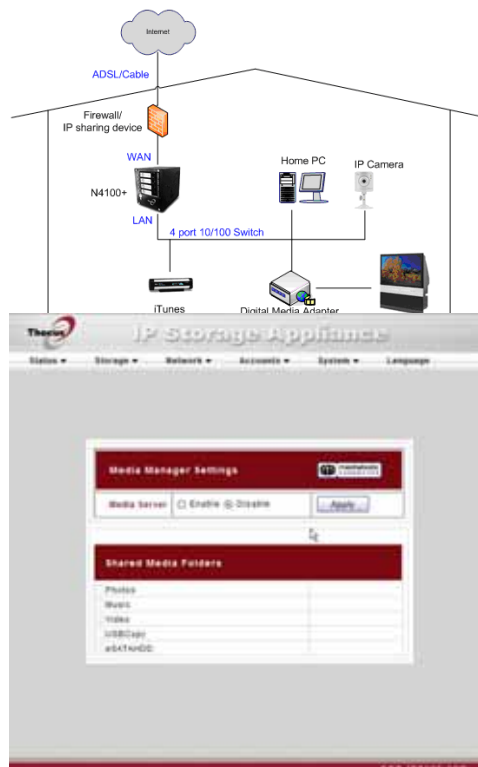 Internet
ADSL/Cable
Firewall/
IP sharing device
WAN
Home PC
IP Camera
N4100+
LAN
4 port 10/100 Switch
iTunes
Digital Media Adapter
Thecus
IP Storage Appliance
Status
Storage
Network
Accounts
System
Language
Media Manager Settings
Media Server
Enable
Disable
Apply
Shared Media Folders
Photos
Music
Video
USBCopy
eSATAHDD